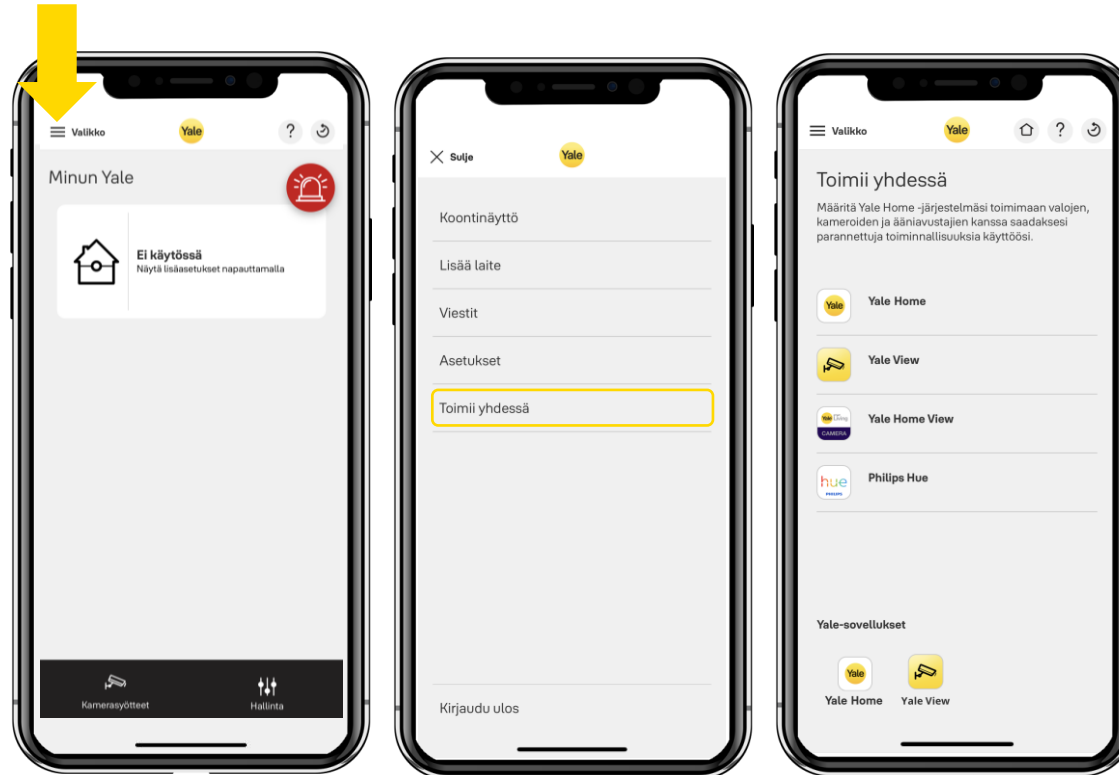 Valikko
Yale
?
Minun Yale
Ei käytössä
Näytä lisäasetukset napauttamalla
Kamerasyötteet
Hallinta
Sulje
Yale
Koontinäyttö
Lisää laite
Viestit
Asetukset
Toimii yhdessä
Kirjaudu ulos
Valikko
Yale
?
Toimii yhdessä
Määritä Yale Home -järjestelmäsi toimimaan valojen,
kameroiden ja ääniavustajien kanssa saadaksesi
parannettuja toiminnallisuuksia käyttöösi.
Yale
Yale Home
Yale View
Yale
Living
CAMERA
Yale Home View
hue
PHILIPS
Philips Hue
Yale-sovellukset
Yale
Yale Home
Yale View